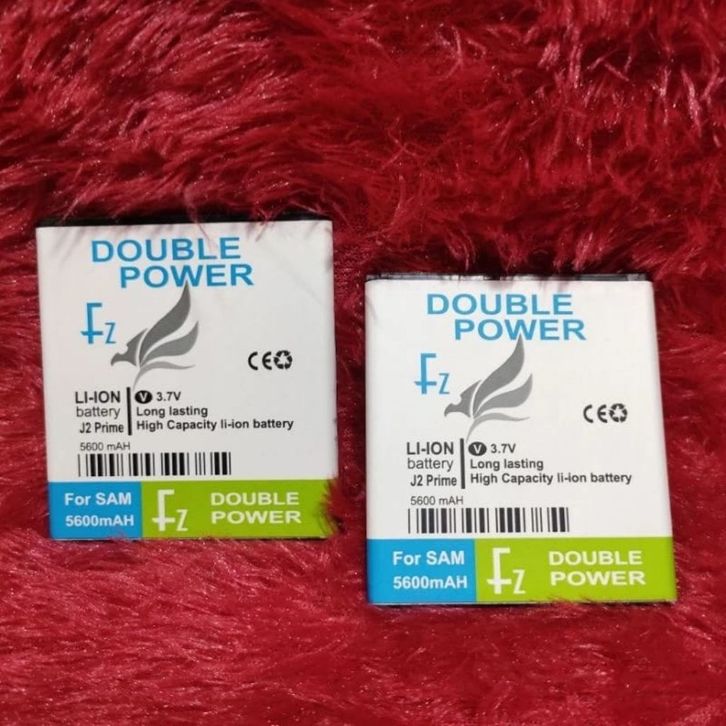 DOUBLE
POWER
Fz
CE
LI-ION
battery
J2 Prime
V 3.7V
Long lasting
High Capacity li-ion battery
5600 mAH
For SAM
5600mAH
Fz
DOUBLE
POWER
DOUBLE
POWER
Fz
CE
LI-ION
battery
J2 Prime
V 3.7V
Long lasting
High Capacity li-ion battery
5600 mAH
For SAM
5600mAH
Fz
DOUBLE
POWER